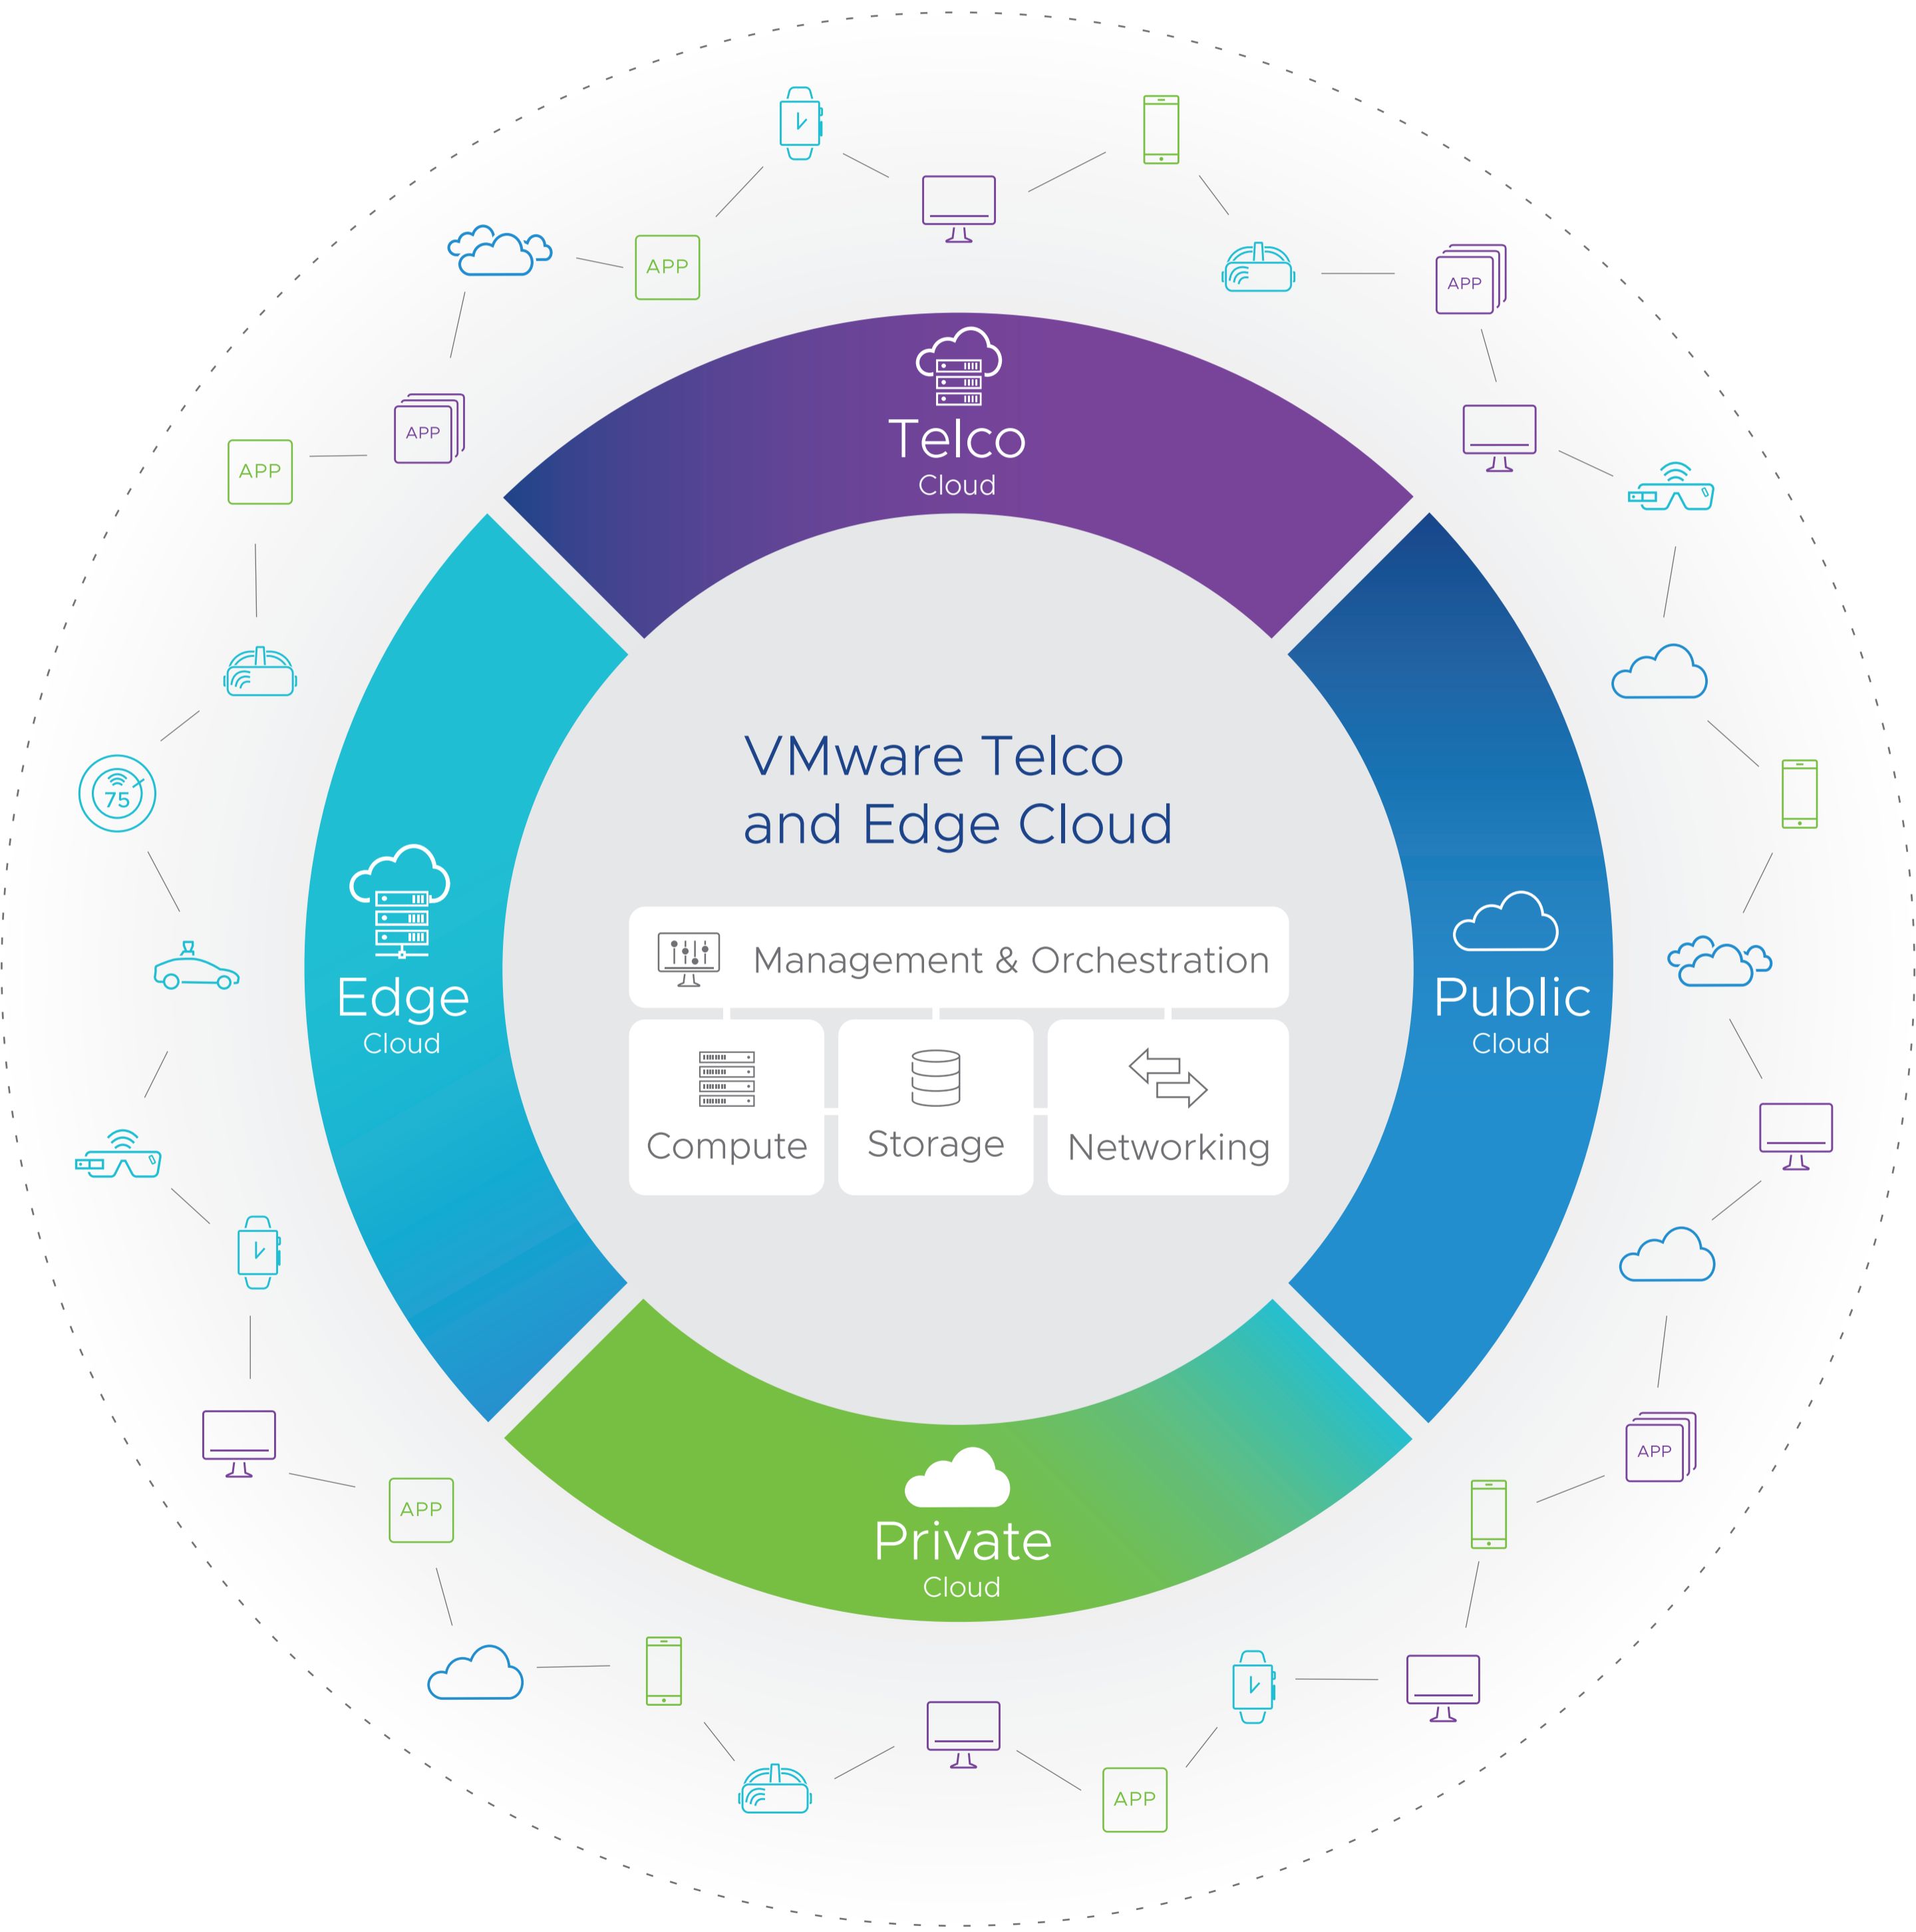 APP
APP
APP
APP
APP
Telco
Cloud
VMware Telco
and Edge Cloud
75
Management & Orchestration
Edge
Cloud
Public
Cloud
Compute
Storage
Networking
APP
APP
Private
Cloud
APP